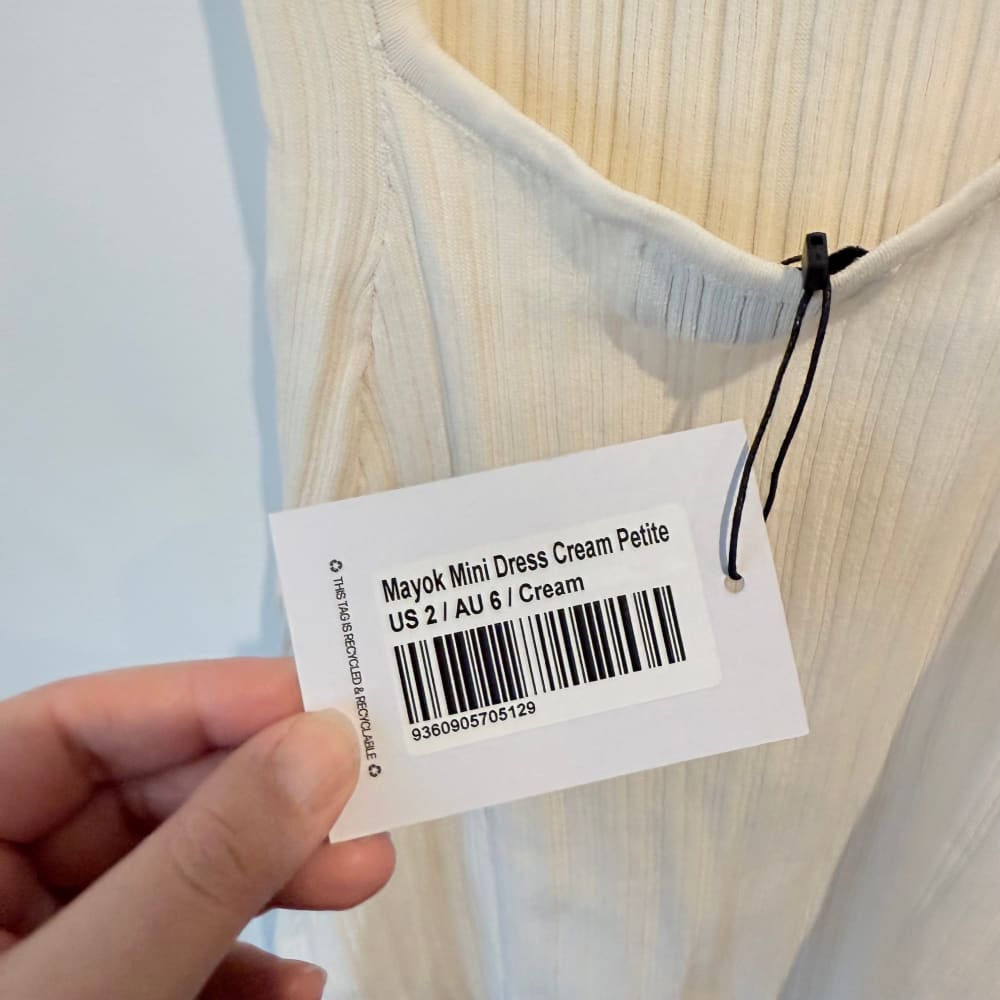 Mayok Mini Dress Cream Petite
US 2 / AU 6 / Cream
9360905705129
THIS TAG IS RECYCLED & RECYCLABLE